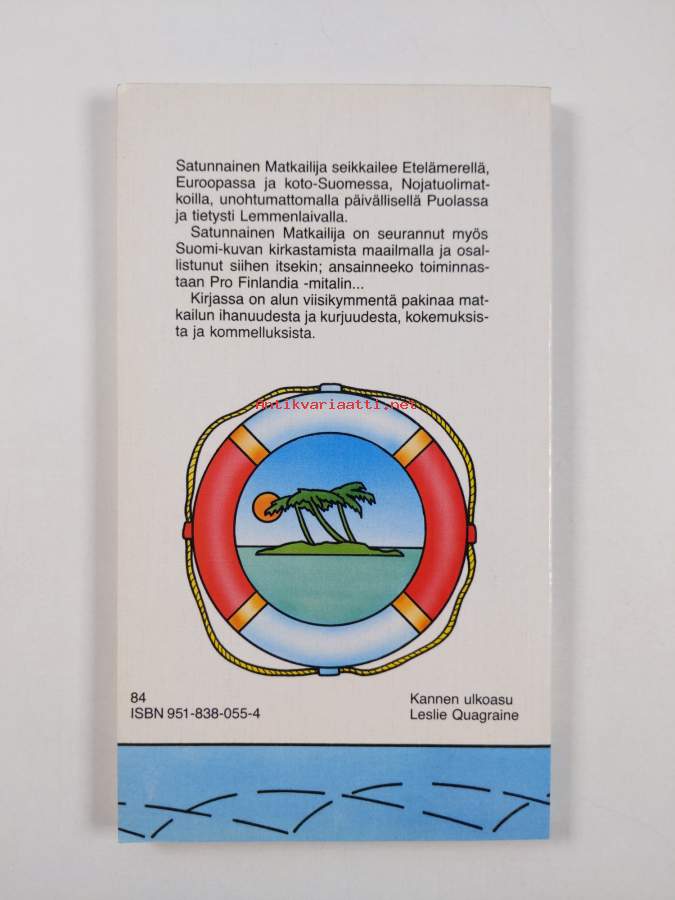 Satunnainen Matkailija seikkailee Etelämerellä,
Euroopassa ja koto-Suomessa, Nojatuolimat-
koilla, unohtumattomalla päivällisellä Puolassa
ja tietysti Lemmenlaivalla.
Satunnainen Matkailija on seurannut myös
Suomi-kuvan kirkastamista maailmalla ja osal-
listunut siihen itsekin; ansainneeko toiminnas-
taan Pro Finlandia -mitalin...
Kirjassa on alun viisikymmentä pakinaa mat-
kailun ihanuudesta ja kurjuudesta, kokemuksis-
ta ja kommelluksista.
Antikvariaatti.net
84
ISBN 951-838-055-4
Kannen ulkoasu
Leslie Quagraine